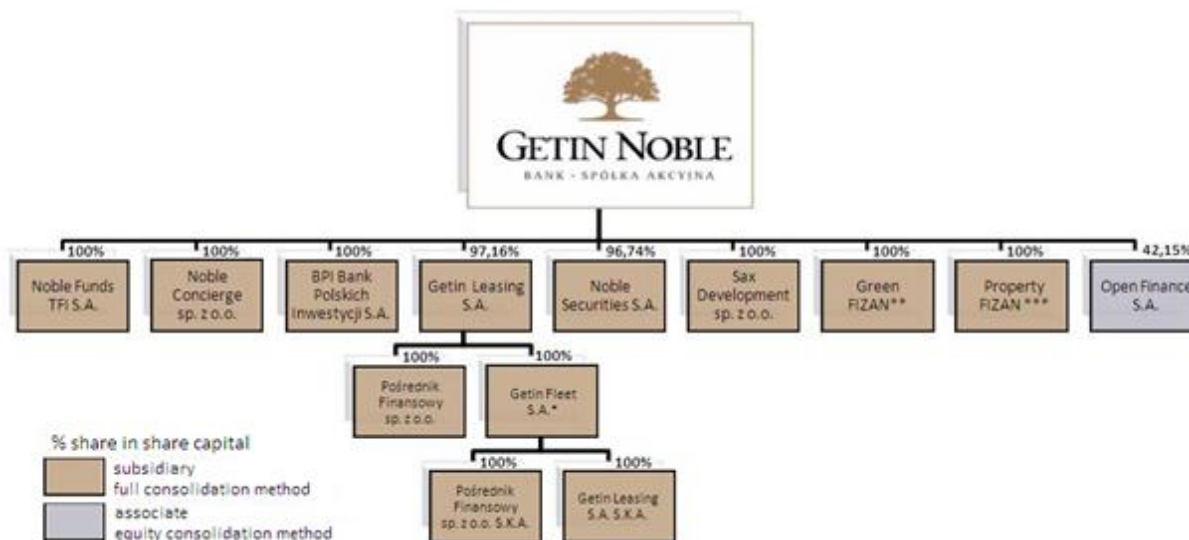 GETIN NOBLE
BANK - SPÓŁKA AKCYJNA
100%
100%
100%
97,16%
96,74%
100%
100%
100%
42,15%
Noble Funds
TFI S.A.
Noble
Concierge
sp. z o.o.
BPI Bank
Polskich
Inwestycji S.A.
Getin Leasing
S.A.
Noble
Securities S.A.
Sax
Development
sp. z o.o.
Green
FIZAN**
Property
FIZAN***
Open Finance
S.A.
100%
100%
Pośrednik
Finansowy
sp. z o.o.
Getin Fleet
S.A.*
100%
100%
Pośrednik
Finansowy
sp. z o.o. S.K.A.
Getin Leasing
S.A. S.K.A.
% share in share capital
subsidiary
full consolidation method
associate
equity consolidation method